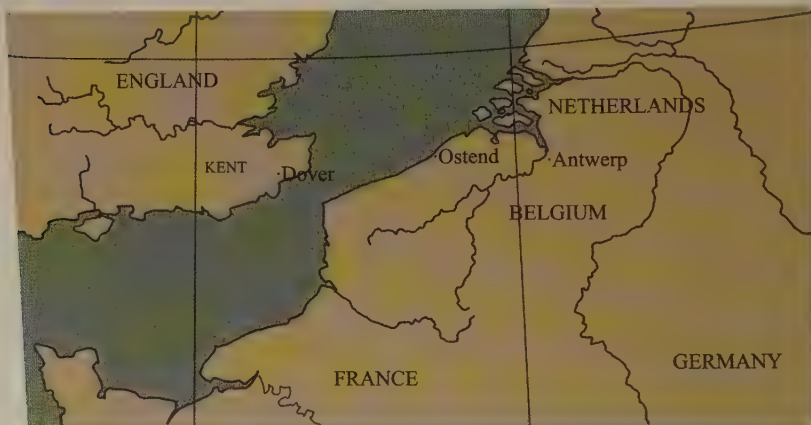 ENGLAND
NETHERLANDS
KENT
Dover
Ostend
Antwerp
BELGIUM
FRANCE
GERMANY